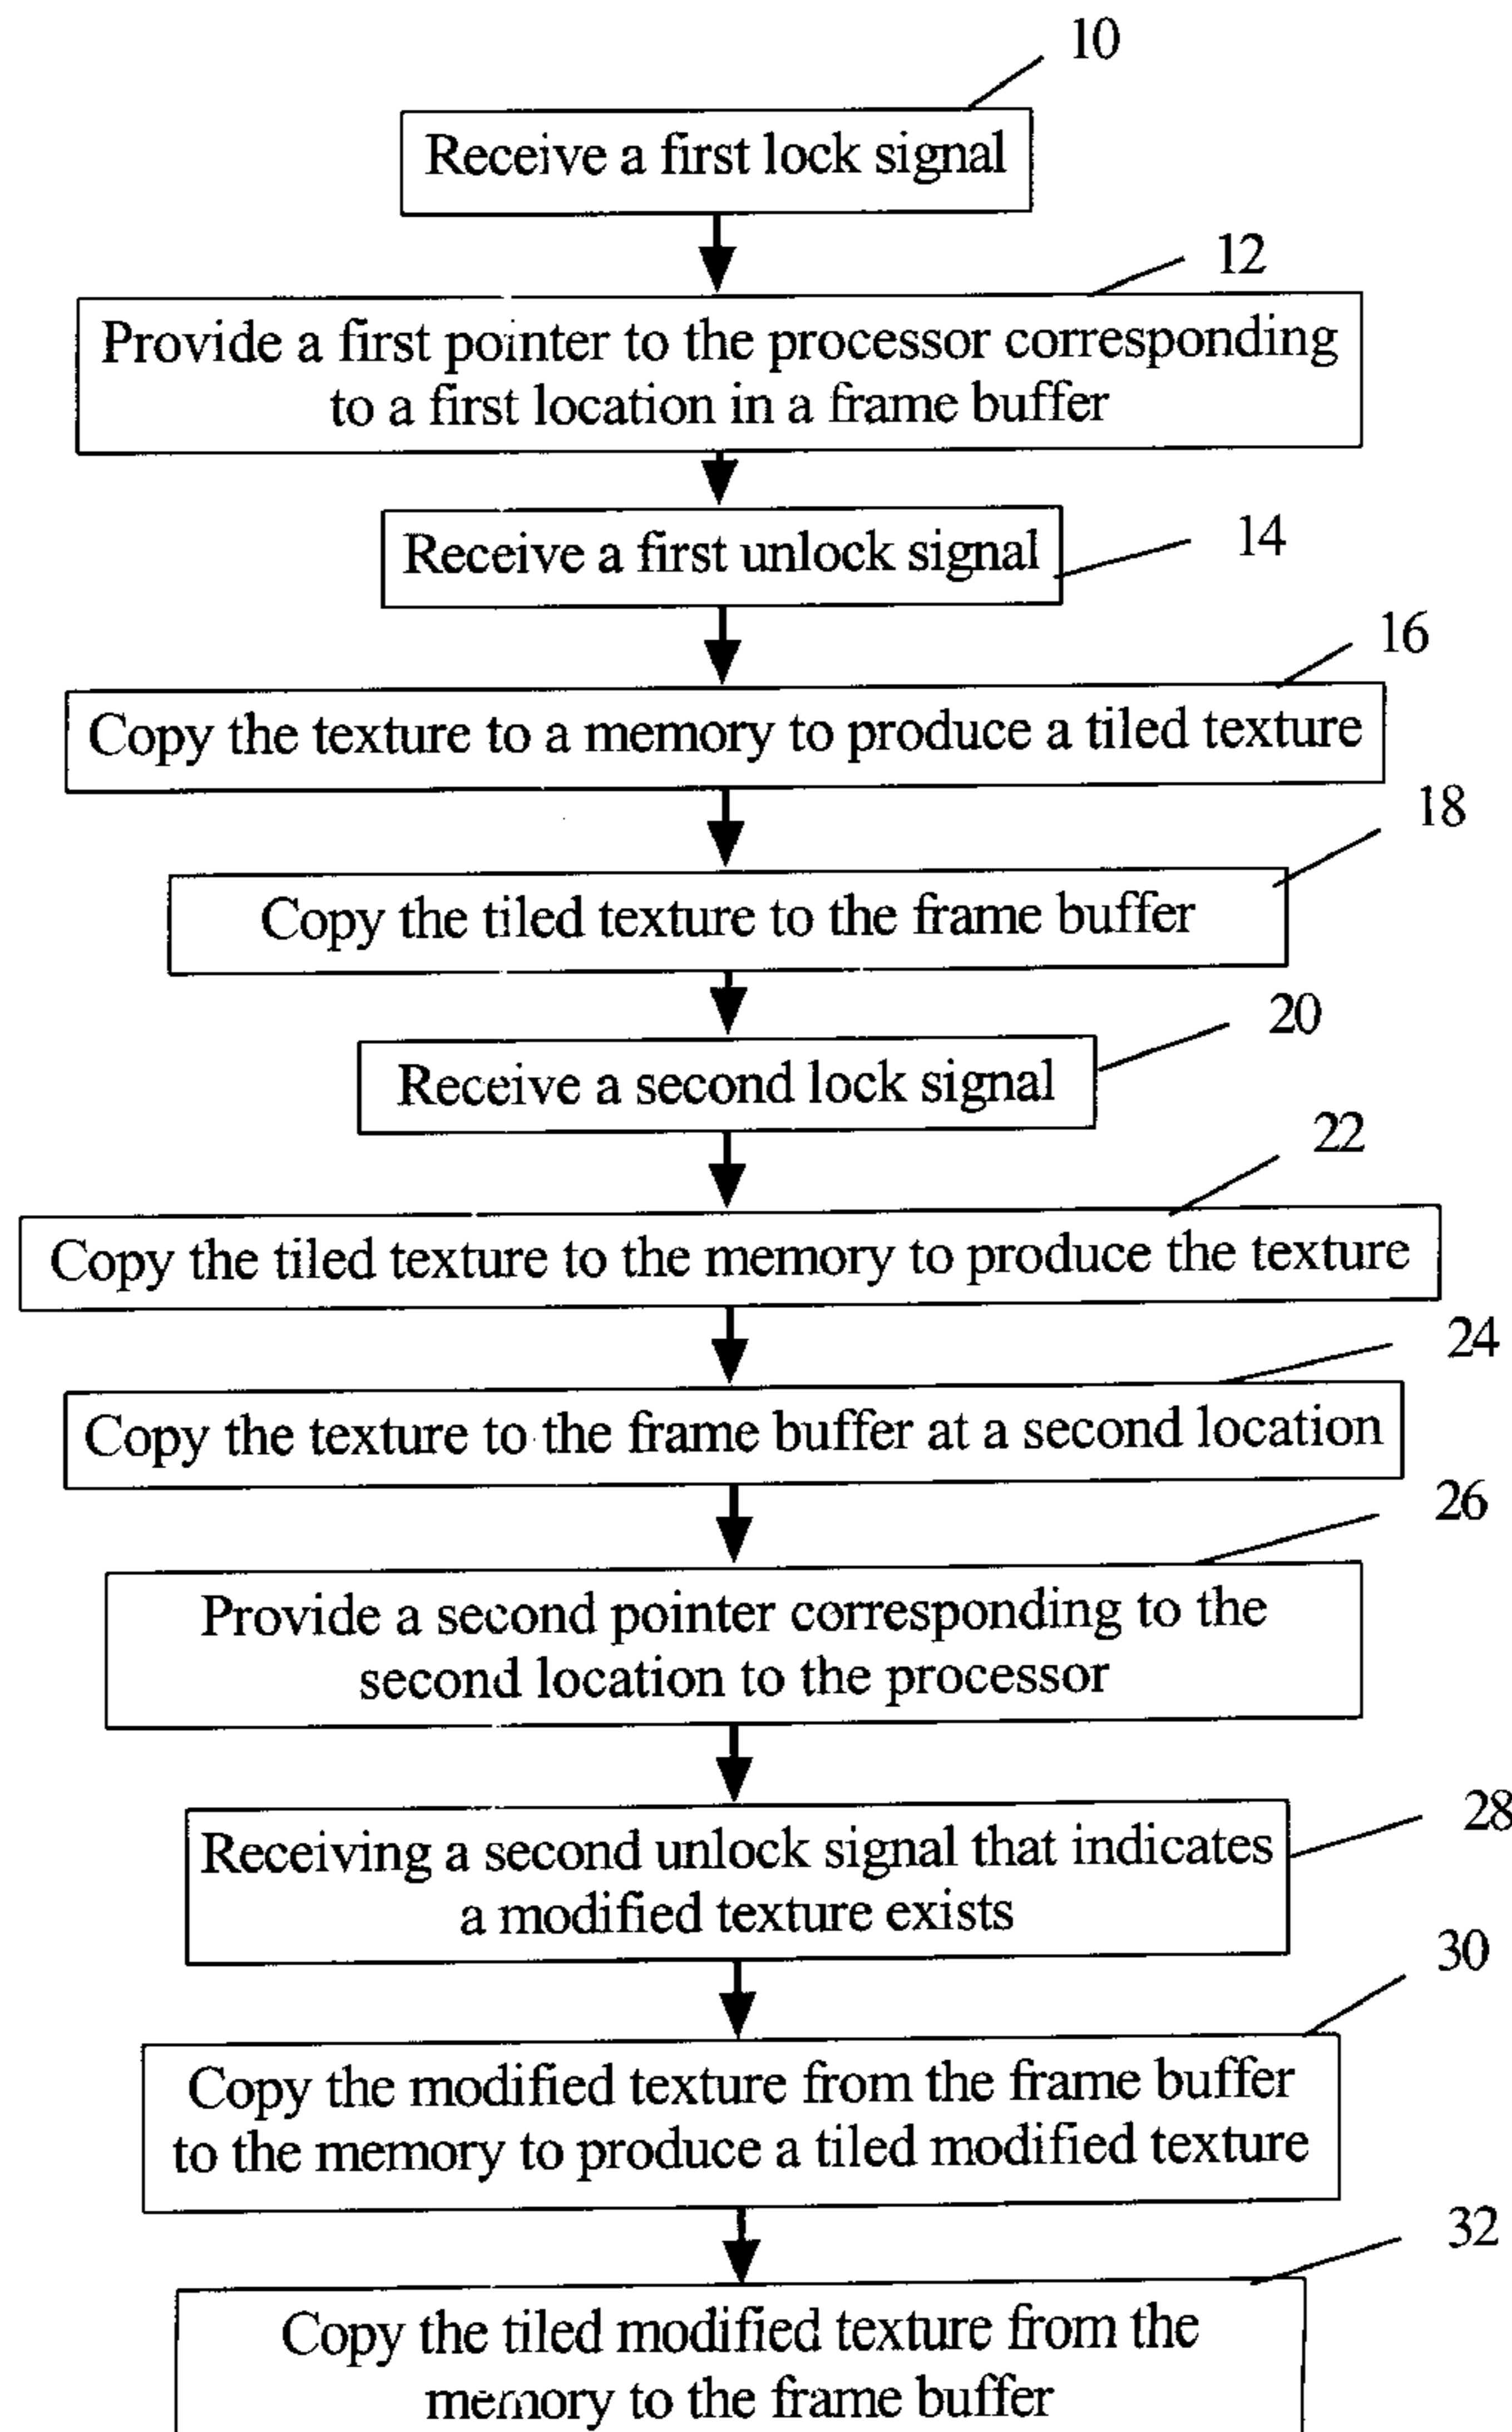 10
Receive a first lock signal
12
Provide a first pointer to the processor corresponding
to a first location in a frame buffer
Receive a first unlock signal
14
16
Copy the texture to a memory to produce a tiled texture
18
Copy the tiled texture to the frame buffer
20
Receive a second lock signal
22
Copy the tiled texture to the memory to produce the texture
24
Copy the texture to the frame buffer at a second location
26
Provide a second pointer corresponding to the
second location to the processor
28
Receiving a second unlock signal that indicates
a modified texture exists
30
Copy the modified texture from the frame buffer
to the memory to produce a tiled modified texture
32
Copy the tiled modified texture from the
memory to the frame buffer